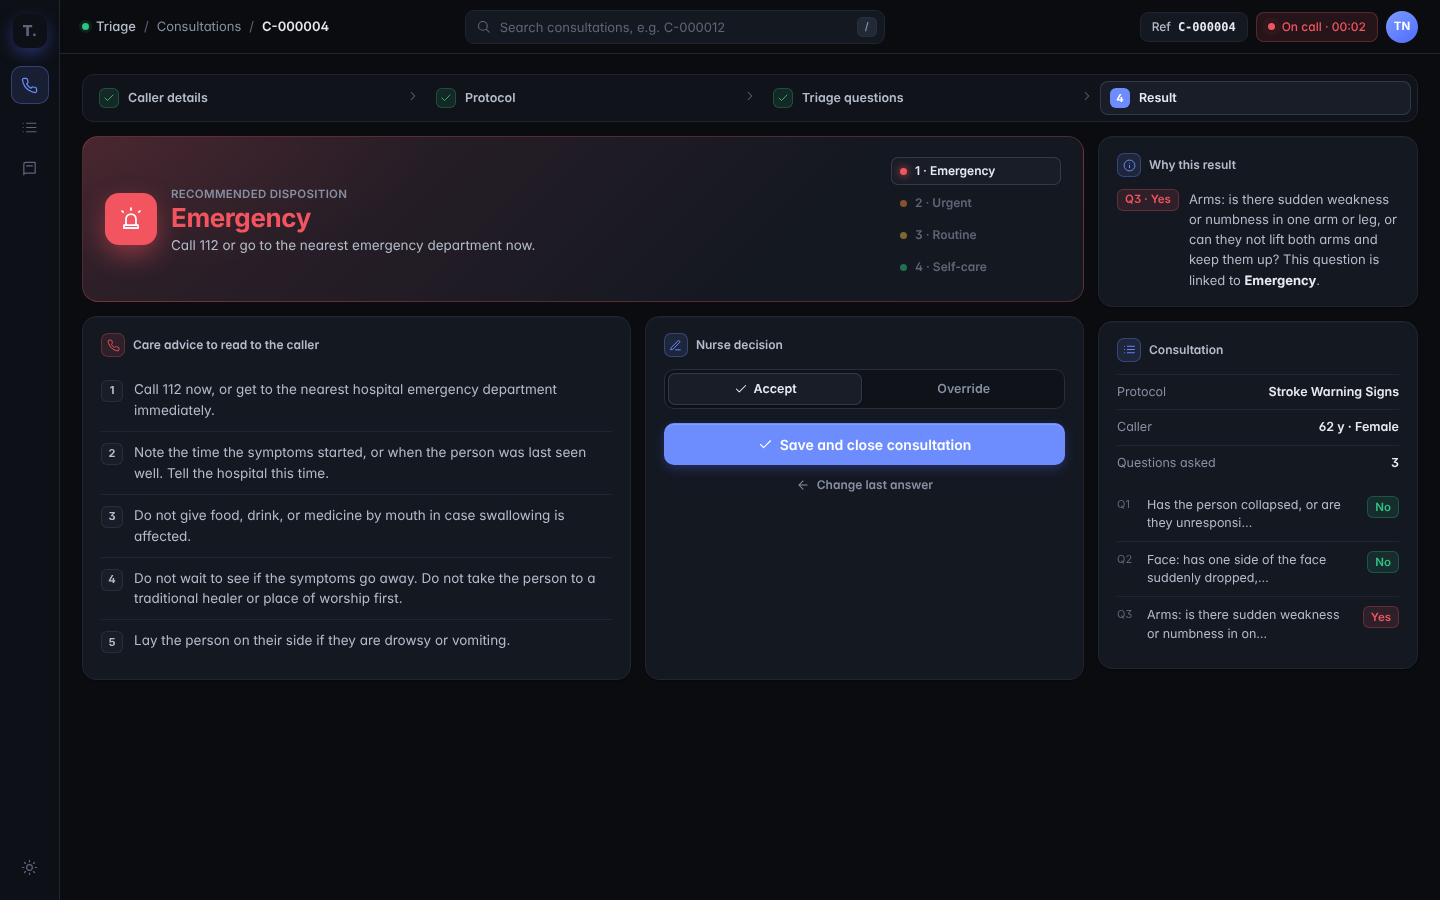 T.
Triage / Consultations / C-000004
Search consultations, e.g. C-000012
/
Ref C-000004
On call · 00:02
TN
Caller details
Protocol
Triage questions
4 Result
RECOMMENDED DISPOSITION
Emergency
Call 112 or go to the nearest emergency department now.
1 · Emergency
2 · Urgent
3 · Routine
4 · Self-care
Why this result
Q3 · Yes
Arms: is there sudden weakness
or numbness in one arm or leg, or
can they not lift both arms and
keep them up? This question is
linked to Emergency.
Care advice to read to the caller
1 Call 112 now, or get to the nearest hospital emergency department
immediately.
2 Note the time the symptoms started, or when the person was last seen
well. Tell the hospital this time.
3 Do not give food, drink, or medicine by mouth in case swallowing is
affected.
4 Do not wait to see if the symptoms go away. Do not take the person to a
traditional healer or place of worship first.
5 Lay the person on their side if they are drowsy or vomiting.
Nurse decision
Accept
Override
Save and close consultation
Change last answer
Consultation
Protocol Stroke Warning Signs
Caller 62 y · Female
Questions asked 3
Q1 Has the person collapsed, or are No
they unresponsi...
Q2 Face: has one side of the face No
suddenly dropped,...
Q3 Arms: is there sudden weakness Yes
or numbness in on...